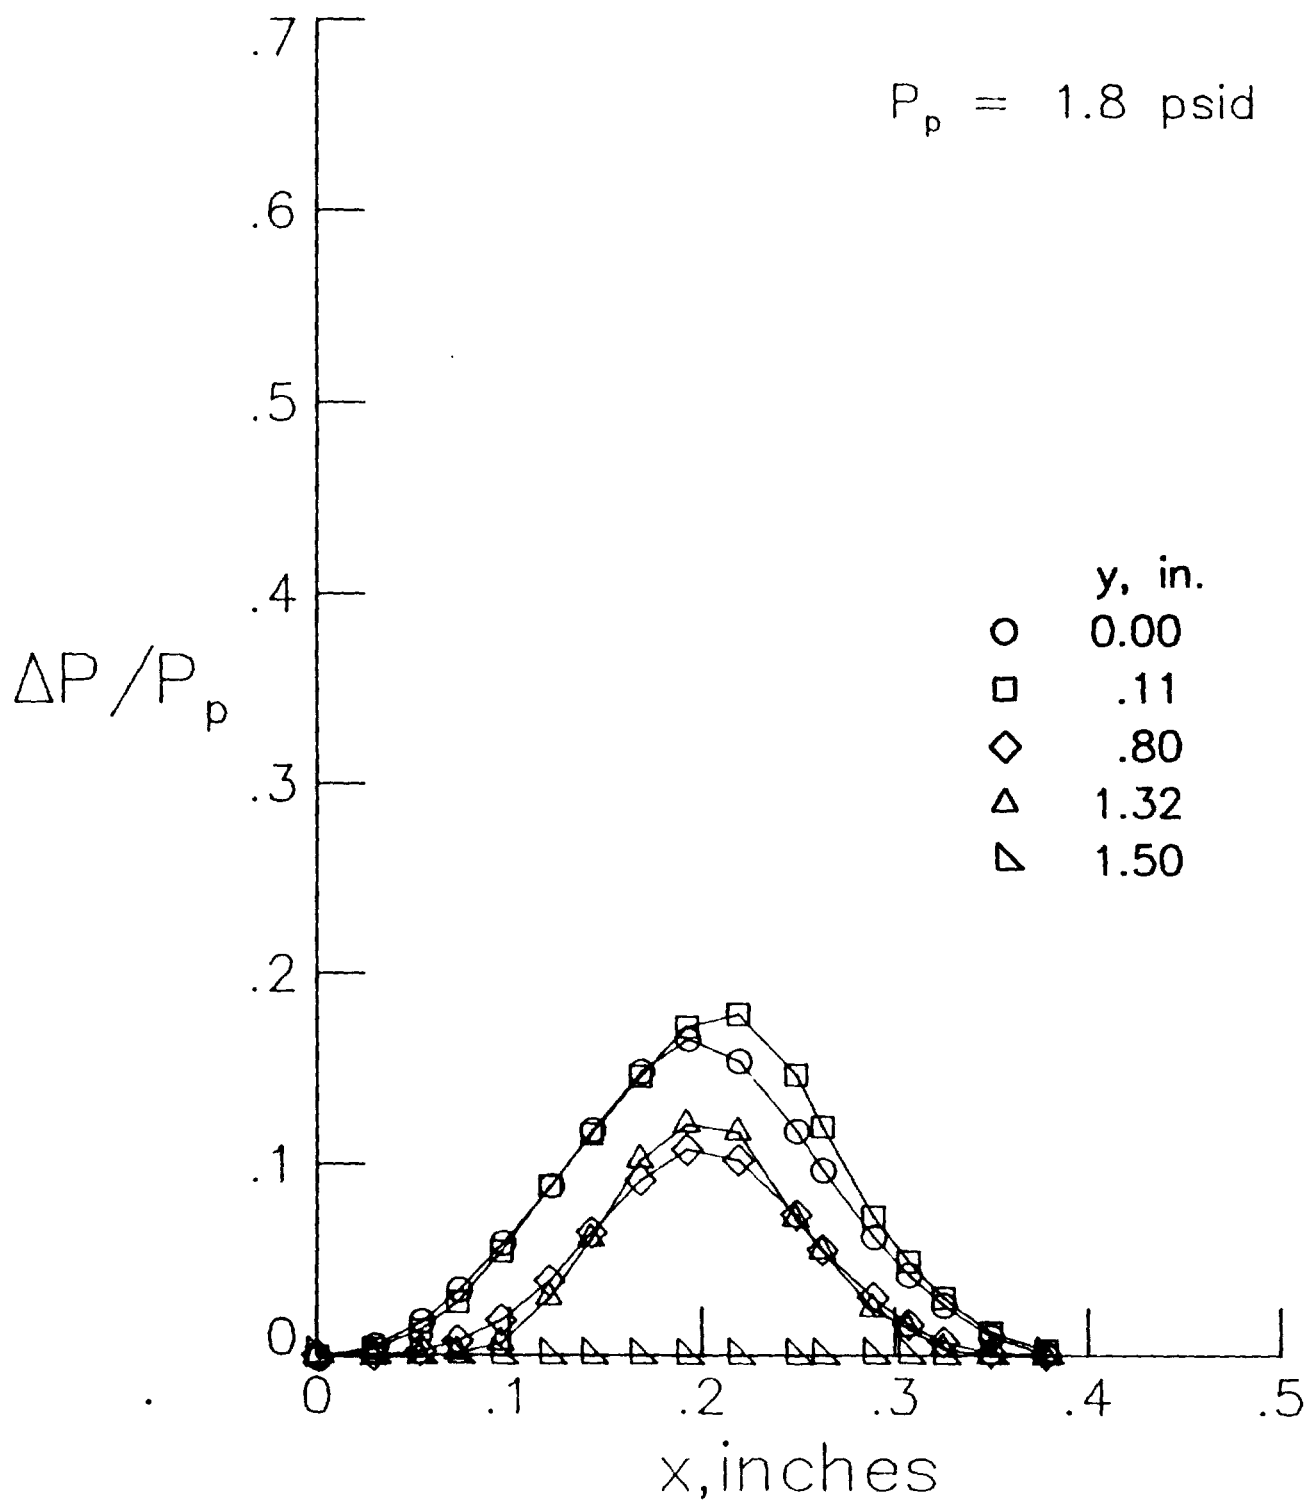 .7
P_p = 1.8 psid
.6
.5
.4
y, in.
0.00
.11
ΔP/P_p
.80
.3
1.32
1.50
.2
.1
0
0 .1 .2 .3 .4 .5
x, inches